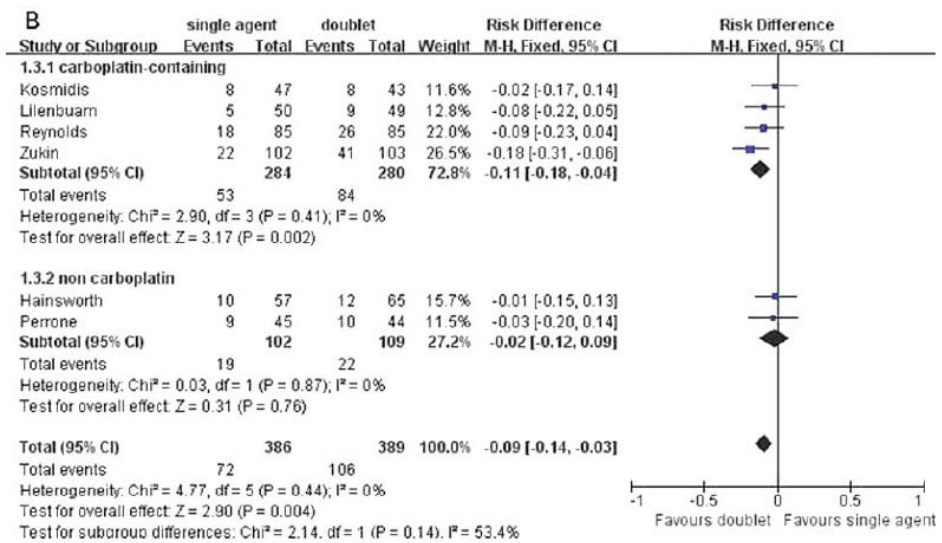 B
single agent doublet Risk Difference Risk Difference
Study or Subgroup Events Total Events Total Weight M-H, Fixed, 95% CI M-H, Fixed, 95% CI
1.3.1 carboplatin-containing
Kosmidis 8 47 8 43 11.6% -0.02 [-0.17, 0.14]
Lilenbuam 5 50 9 49 12.8% -0.08 [-0.22, 0.05]
Reynolds 18 85 26 85 22.0% -0.09 [-0.23, 0.04]
Zukin 22 102 41 103 26.5% -0.18 [-0.31, -0.06]
Subtotal (95% CI) 284 280 72.8% -0.11 [-0.18, -0.04]
Total events 53 84
Heterogeneity: Chi² = 2.90, df = 3 (P = 0.41); I² = 0%
Test for overall effect: Z = 3.17 (P = 0.002)
1.3.2 non carboplatin
Hainsworth 10 57 12 65 15.7% -0.01 [-0.15, 0.13]
Perrone 9 45 10 44 11.5% -0.03 [-0.20, 0.14]
Subtotal (95% CI) 102 109 27.2% -0.02 [-0.12, 0.09]
Total events 19 22
Heterogeneity: Chi² = 0.03, df = 1 (P = 0.87); I² = 0%
Test for overall effect: Z = 0.31 (P = 0.76)
Total (95% CI) 386 389 100.0% -0.09 [-0.14, -0.03]
Total events 72 106
Heterogeneity: Chi² = 4.77, df = 5 (P = 0.44); I² = 0%
Test for overall effect: Z = 2.90 (P = 0.004)
Test for subgroup differences: Chi² = 2.14, df = 1 (P = 0.14), I² = 53.4%
-1 -0.5 0 0.5 1
Favours doublet Favours single agent